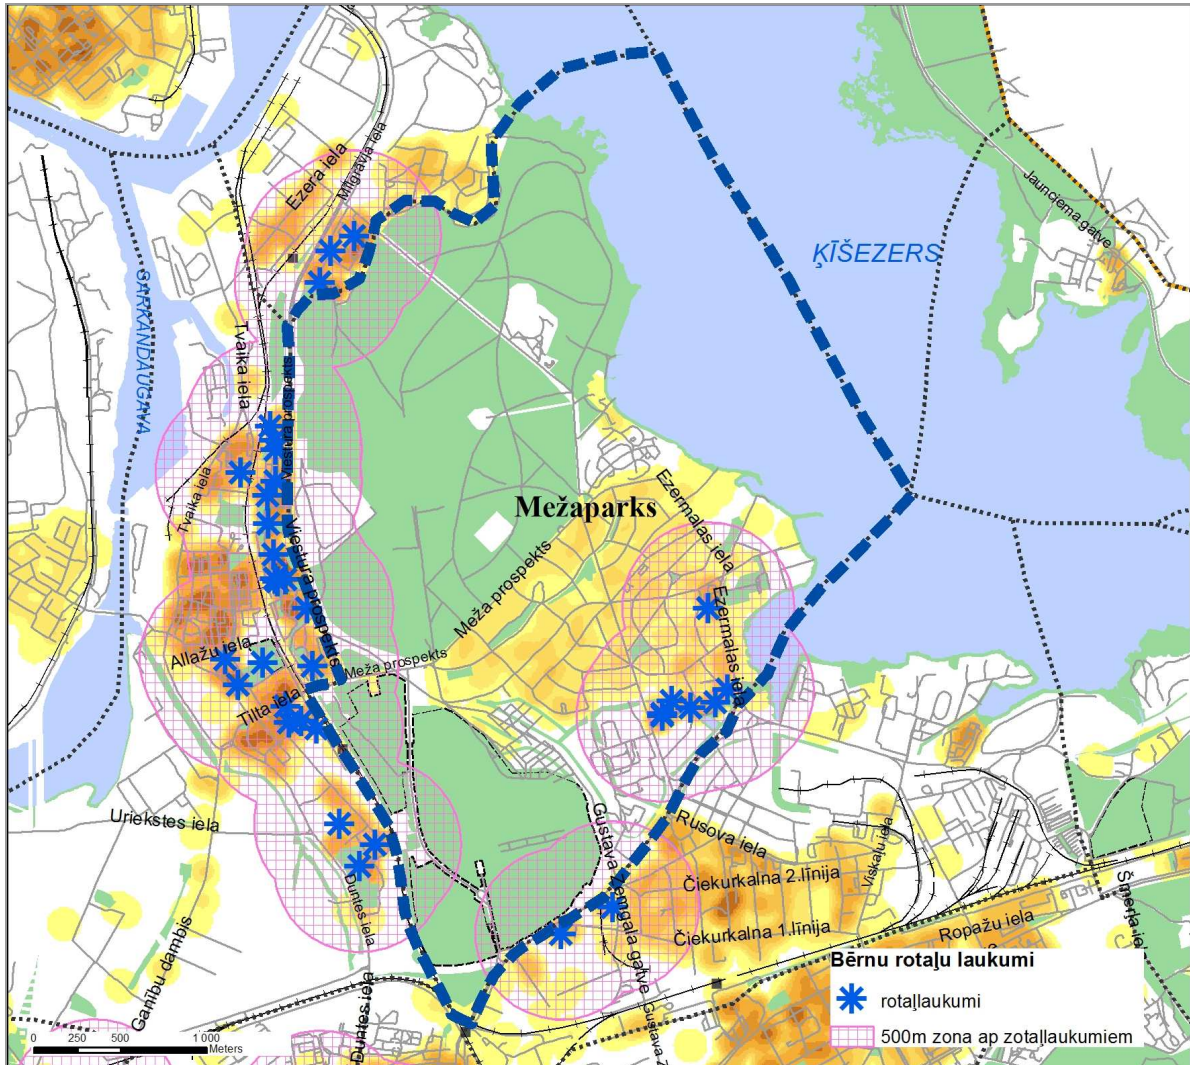 Ezera iela
Mīlgrāvja iela
Jaunciema gatve
ĶĪŠEZERS
SARKANDAUGAVA
Tvaika iela
Viestura prospekts
Tvaika iela
Mežaparks
Ezermalas iela
Viestura prospekts
Meža prospekts
Ezermalas iela
Allažu iela
Meža prospekts
Tilta iela
Uriekstes iela
Gustava Zemgala gatve
Rusova iela
Viskaļu iela
Čiekurkalna 2.līnija
Duntes iela
Čiekurkalna 1.līnija
Ropažu iela
Ganību dambis
Duntes iela
Gustava Z
Bērnu rotaļu laukumi
rotaļlaukumi
500m zona ap zotaļlaukumiem
0 250 500 1 000
Meters